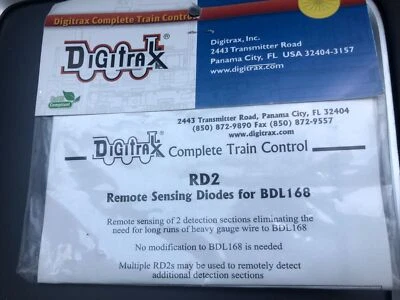 Digitrax Complete Train Control
DIGITRAX
Compliant
Digitrax, Inc.
2443 Transmitter Road
Panama City, FL USA 32404-3157
www.digitrax.com
2443 Transmitter Road, Panama City, FL 32404
(850) 872-9890 Fax (850) 872-9557
www.digitrax.com
DIGITRAX Complete Train Control
RD2
Remote Sensing Diodes for BDL168
Remote sensing of 2 detection sections eliminating the
need for long runs of heavy gauge wire to BDL168
No modification to BDL168 is needed
Multiple RD2s may be used to remotely detect
additional detection sections